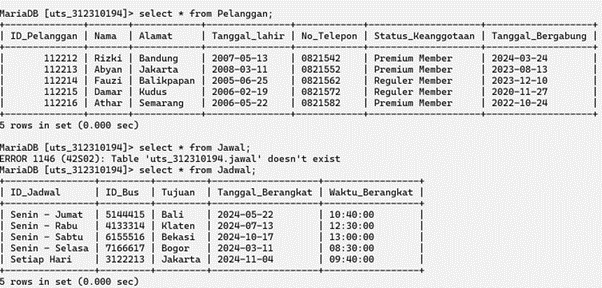 MariaDB [uts_312310194]> select * from Pelanggan;
+--------------+-------+------------+---------------+------------+--------------------+-------------------+
| ID_Pelanggan | Nama | Alamat | Tanggal_lahir | No_Telepon | Status_Keanggotaan | Tanggal_Bergabung |
+--------------+-------+------------+---------------+------------+--------------------+-------------------+
| 112212 | Rizki | Bandung | 2007-05-13 | 0821542 | Premium Member | 2024-03-24 |
| 112213 | Abyan | Jakarta | 2008-03-11 | 0821552 | Premium Member | 2023-08-13 |
| 112214 | Fauzi | Balikpapan | 2005-06-25 | 0821562 | Reguler Member | 2023-12-10 |
| 112215 | Damar | Kudus | 2006-02-19 | 0821572 | Reguler Member | 2020-11-27 |
| 112216 | Athar | Semarang | 2006-05-22 | 0821582 | Premium Member | 2022-10-24 |
+--------------+-------+------------+---------------+------------+--------------------+-------------------+
5 rows in set (0.000 sec)
MariaDB [uts_312310194]> select * from Jawal;
ERROR 1146 (42S02): Table 'uts_312310194.jawal' doesn't exist
MariaDB [uts_312310194]> select * from Jadwal;
+----------------+---------+---------+-------------------+-----------------+
| ID_Jadwal | ID_Bus | Tujuan | Tanggal_Berangkat | Waktu_Berangkat |
+----------------+---------+---------+-------------------+-----------------+
| Senin - Jumat | 5144415 | Bali | 2024-05-22 | 10:40:00 |
| Senin - Rabu | 4133314 | Klaten | 2024-07-13 | 12:30:00 |
| Senin - Sabtu | 6155516 | Bekasi | 2024-10-17 | 13:00:00 |
| Senin - Selasa | 7166617 | Bogor | 2024-03-11 | 08:30:00 |
| Setiap Hari | 3122213 | Jakarta | 2024-11-04 | 09:40:00 |
+----------------+---------+---------+-------------------+-----------------+
5 rows in set (0.000 sec)